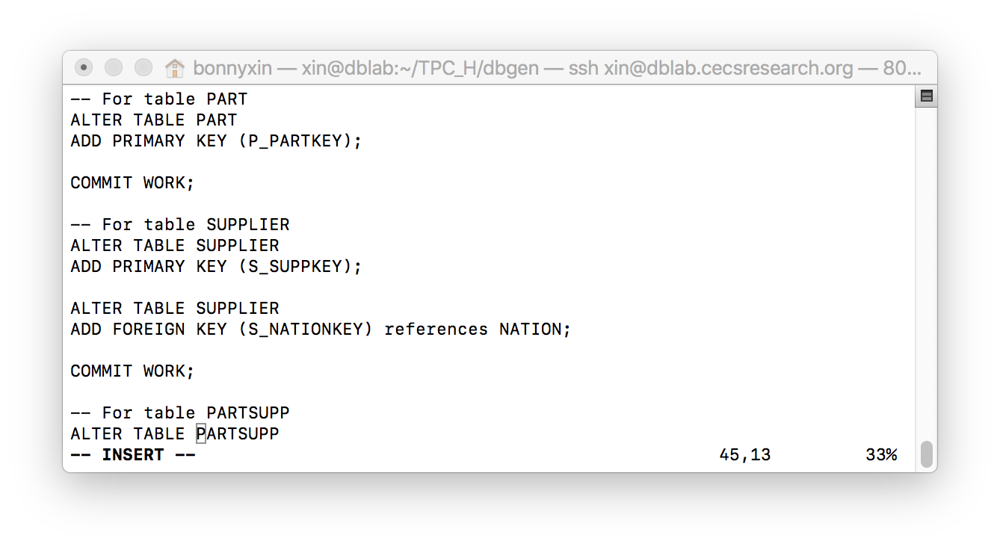 bonnyxin — xin@dblab:~/TPC_H/dbgen — ssh xin@dblab.cecsresearch.org — 80...
-- For table PART
ALTER TABLE PART
ADD PRIMARY KEY (P_PARTKEY);
COMMIT WORK;
-- For table SUPPLIER
ALTER TABLE SUPPLIER
ADD PRIMARY KEY (S_SUPPKEY);
ALTER TABLE SUPPLIER
ADD FOREIGN KEY (S_NATIONKEY) references NATION;
COMMIT WORK;
-- For table PARTSUPP
ALTER TABLE PARTSUPP
-- INSERT -- 45,13 33%